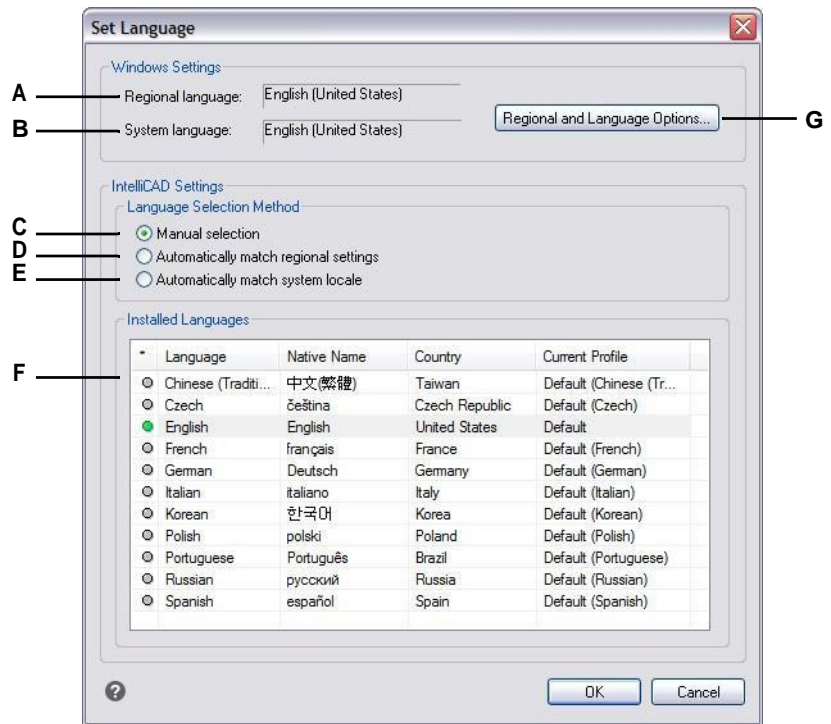 Set Language
Windows Settings
A Regional language: English (United States)
B System language: English (United States)
Regional and Language Options... G
IntelliCAD Settings
Language Selection Method
C Manual selection
D Automatically match regional settings
E Automatically match system locale
Installed Languages
* Language Native Name Country Current Profile
F Chinese (Traditi... 中文(繁體) Taiwan Default (Chinese (Tr...
Czech čeština Czech Republic Default (Czech)
English English United States Default
French français France Default (French)
German Deutsch Germany Default (German)
Italian italiano Italy Default (Italian)
Korean 한국어 Korea Default (Korean)
Polish polski Poland Default (Polish)
Portuguese Português Brazil Default (Portuguese)
Russian русский Russia Default (Russian)
Spanish español Spain Default (Spanish)
? OK Cancel